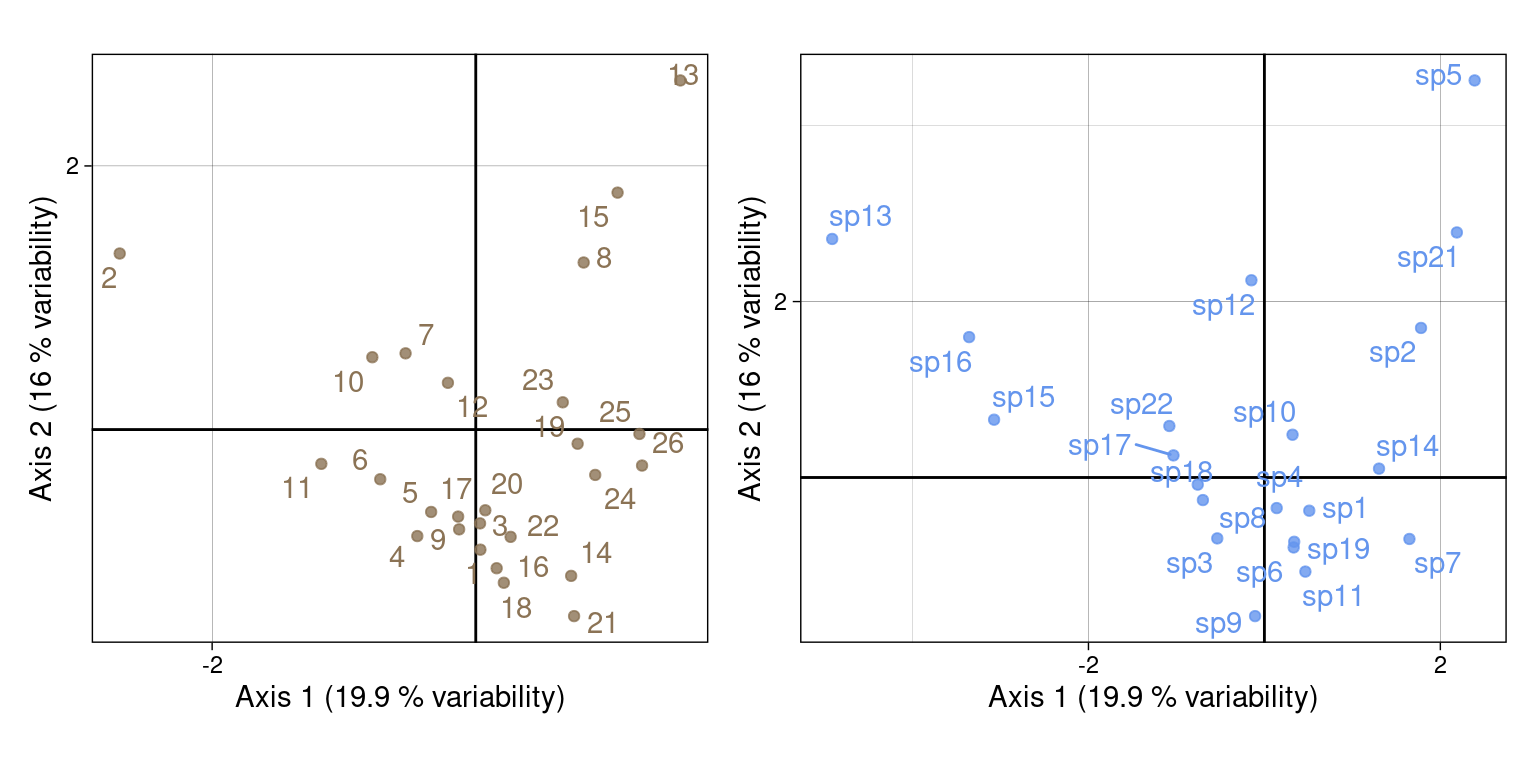 13
2
15
8
2
7
10
23
12
25
19
26
6
11
5
17
20
24
3
22
9
4
14
1
16
18
21
-2
Axis 1 (19.9 % variability)
Axis 2 (16 % variability)
sp5
sp13
sp21
2
sp12
sp2
sp16
sp15
sp22
sp10
sp17
sp14
sp18
sp4
sp8
sp1
sp3
sp19
sp6
sp7
sp11
sp9
-2
2
Axis 1 (19.9 % variability)
Axis 2 (16 % variability)